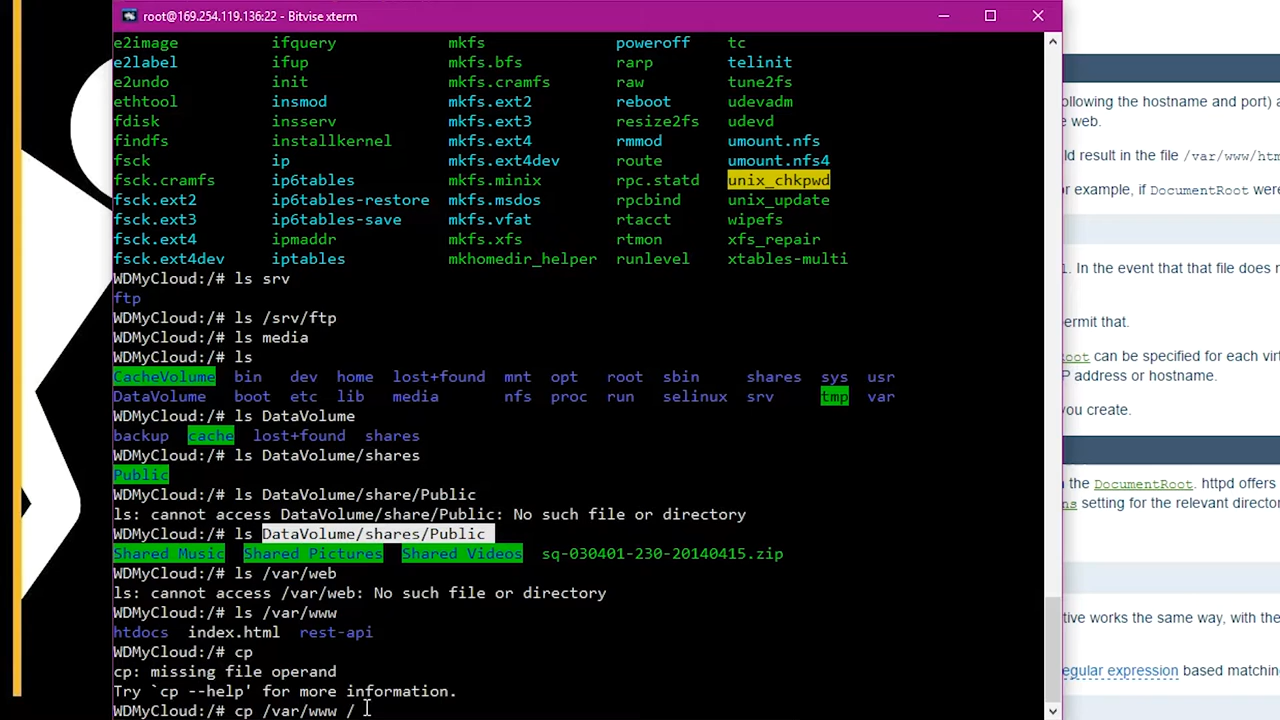 root@169.254.119.136:22 - Bitvise xterm
e2image ifquery mkfs poweroff tc
e2label ifup mkfs.bfs rarp telinit
e2undo init mkfs.cramfs raw tune2fs
ethtool insmod mkfs.ext2 reboot udevadm
fdisk insserv mkfs.ext3 resize2fs udevd
findfs installkernel mkfs.ext4 rmmod umount.nfs
fsck ip mkfs.ext4dev route umount.nfs4
fsck.cramfs ip6tables mkfs.minix rpc.statd unix_chkpwd
fsck.ext2 ip6tables-restore mkfs.msdos rpcbind unix_update
fsck.ext3 ip6tables-save mkfs.vfat rtacct wipefs
fsck.ext4 ipmaddr mkfs.xfs rtmon xfs_repair
fsck.ext4dev iptables mkhomedir_helper runlevel xtables-multi
WDMyCloud:/# ls srv
ftp
WDMyCloud:/# ls /srv/ftp
WDMyCloud:/# ls media
WDMyCloud:/# ls
CacheVolume bin dev home lost+found mnt opt root sbin shares sys usr
DataVolume boot etc lib media nfs proc run selinux srv tmp var
WDMyCloud:/# ls DataVolume
backup cache lost+found shares
WDMyCloud:/# ls DataVolume/shares
Public
WDMyCloud:/# ls DataVolume/share/Public
ls: cannot access DataVolume/share/Public: No such file or directory
WDMyCloud:/# ls DataVolume/shares/Public
Shared Music Shared Pictures Shared Videos sq-030401-230-20140415.zip
WDMyCloud:/# ls /var/web
ls: cannot access /var/web: No such file or directory
WDMyCloud:/# ls /var/www
htdocs index.html rest-api
WDMyCloud:/# cp
cp: missing file operand
Try `cp --help' for more information.
WDMyCloud:/# cp /var/www /
ollowing the hostname and port) a
e web.
ld result in the file /var/www/htm
or example, if DocumentRoot were
1. In the event that that file does n
ermit that.
oot can be specified for each virt
P address or hostname.
you create.
n the DocumentRoot. httpd offers
ns setting for the relevant director
tive works the same way, with the
egular expression based matchin